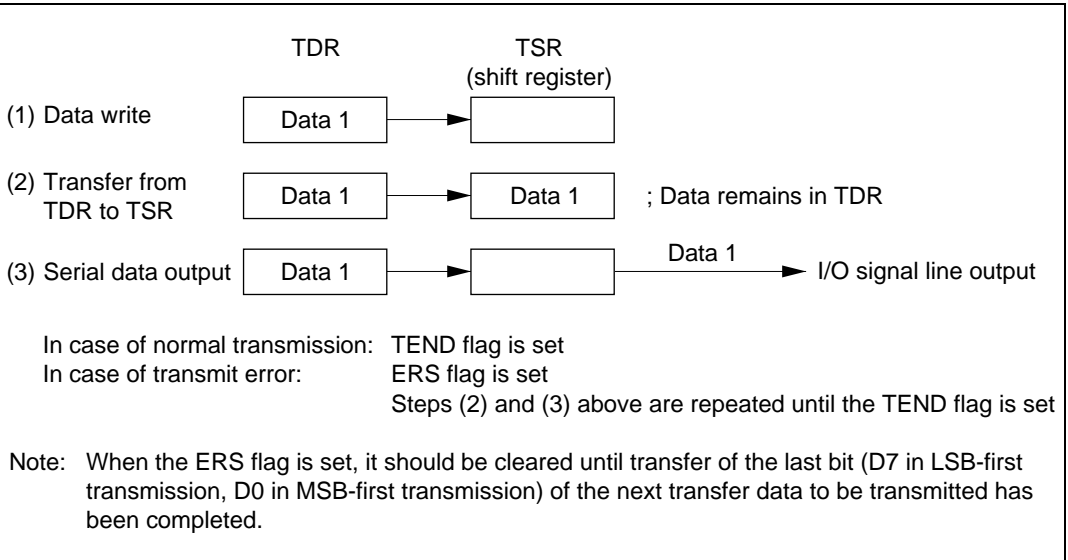 TDR TSR
(shift register)
(1) Data write Data 1
(2) Transfer from
TDR to TSR Data 1 Data 1 ; Data remains in TDR
(3) Serial data output Data 1 Data 1 I/O signal line output
In case of normal transmission: TEND flag is set
In case of transmit error: ERS flag is set
Steps (2) and (3) above are repeated until the TEND flag is set
Note: When the ERS flag is set, it should be cleared until transfer of the last bit (D7 in LSB-first
transmission, D0 in MSB-first transmission) of the next transfer data to be transmitted has
been completed.